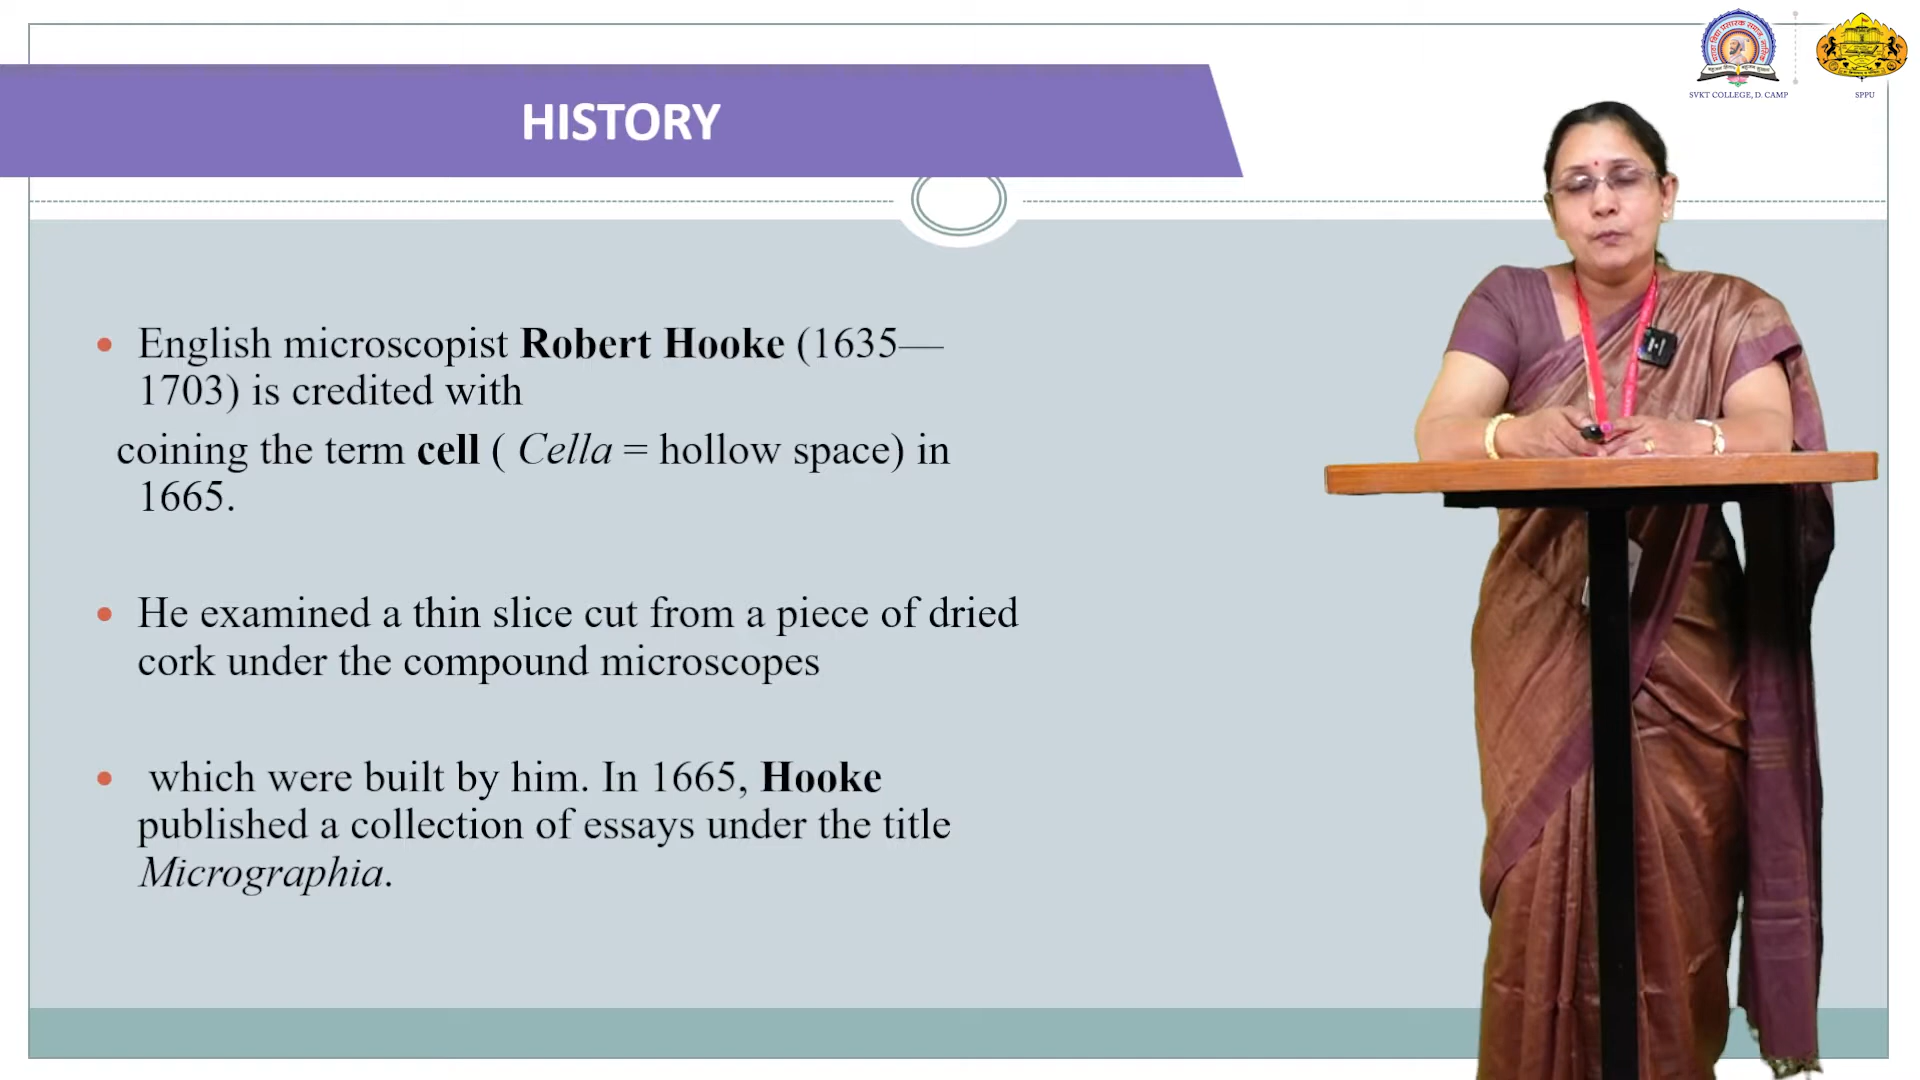 HISTORY
SVKT COLLEGE, D. CAMP
SPPU
• English microscopist Robert Hooke (1635—
1703) is credited with
coining the term cell ( Cella = hollow space) in
1665.
• He examined a thin slice cut from a piece of dried
cork under the compound microscopes
• which were built by him. In 1665, Hooke
published a collection of essays under the title
Micrographia.